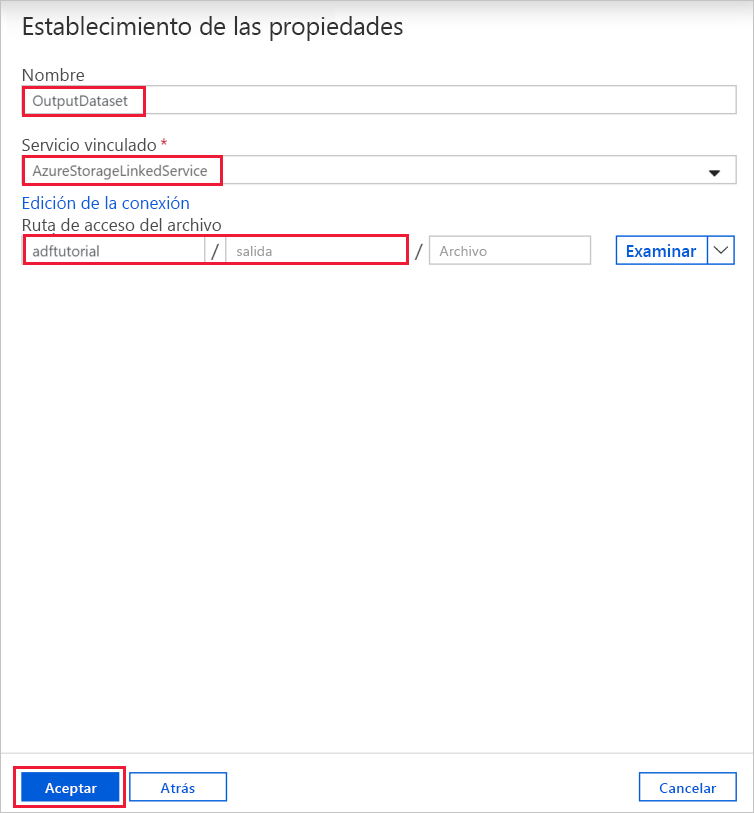 Establecimiento de las propiedades
Nombre
OutputDataset
Servicio vinculado *
AzureStorageLinkedService
Edición de la conexión
Ruta de acceso del archivo
adftutorial / salida / Archivo Examinar
Aceptar Atrás Cancelar